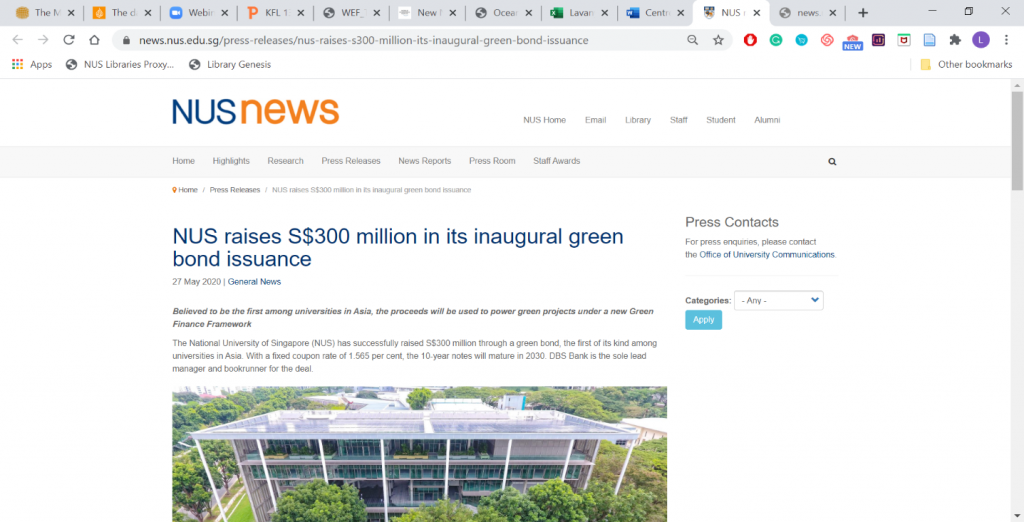 The M
The di
Webin
KFL 1
WEF_
New N
Ocear
Lavan
Centr
NUS r
news.
news.nus.edu.sg/press-releases/nus-raises-s300-million-its-inaugural-green-bond-issuance
NEW
L
Apps
NUS Libraries Proxy...
Library Genesis
Other bookmarks
NUSnews
NUS Home Email Library Staff Student Alumni
Home Highlights Research Press Releases News Reports Press Room Staff Awards
Home / Press Releases / NUS raises S$300 million in its inaugural green bond issuance
NUS raises S$300 million in its inaugural green
bond issuance
27 May 2020 | General News
Believed to be the first among universities in Asia, the proceeds will be used to power green projects under a new Green
Finance Framework
The National University of Singapore (NUS) has successfully raised S$300 million through a green bond, the first of its kind among
universities in Asia. With a fixed coupon rate of 1.565 per cent, the 10-year notes will mature in 2030. DBS Bank is the sole lead
manager and bookrunner for the deal.
Press Contacts
For press enquiries, please contact
the Office of University Communications.
Categories: - Any -
Apply